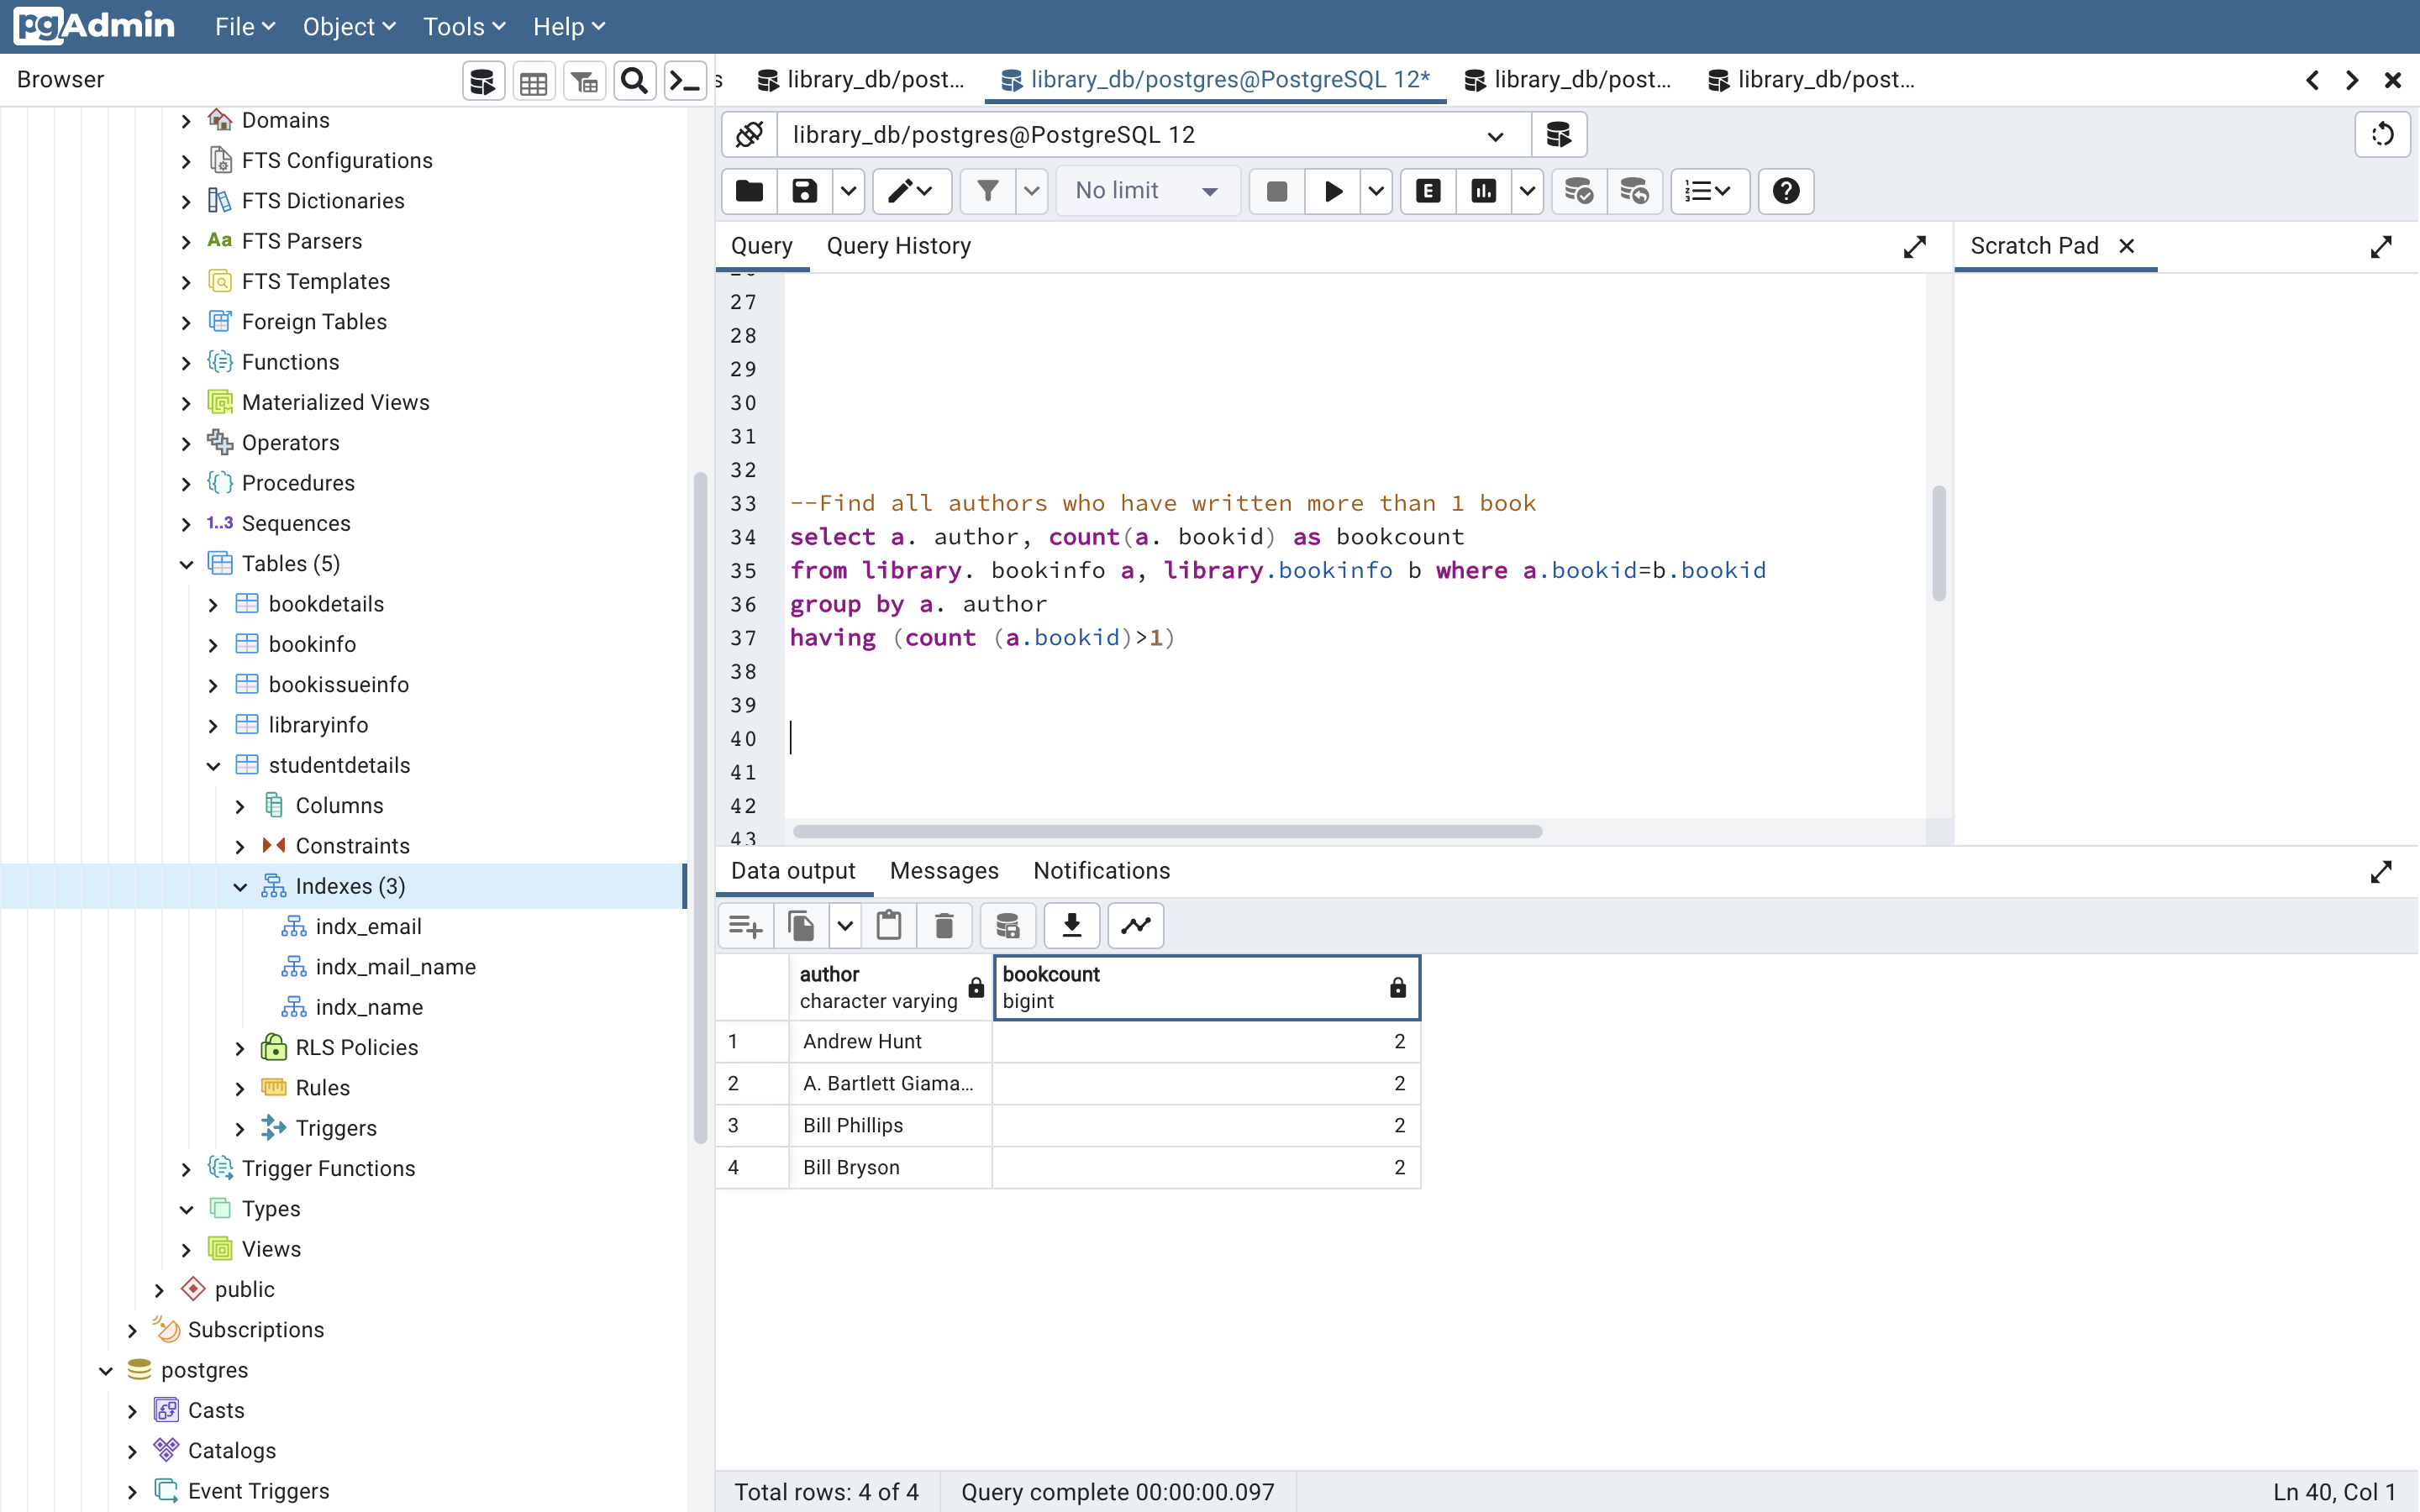 pgAdmin File Object Tools Help
Browser
s library_db/post... library_db/postgres@PostgreSQL 12* library_db/post... library_db/post...
library_db/postgres@PostgreSQL 12
No limit E
Query Query History Scratch Pad
Domains
FTS Configurations
FTS Dictionaries
Aa FTS Parsers
FTS Templates
Foreign Tables
Functions
Materialized Views
Operators
Procedures
1..3 Sequences
Tables (5)
bookdetails
bookinfo
bookissueinfo
libraryinfo
studentdetails
Columns
Constraints
Indexes (3)
indx_email
indx_mail_name
indx_name
RLS Policies
Rules
Triggers
Trigger Functions
Types
Views
public
Subscriptions
postgres
Casts
Catalogs
Event Triggers
27
28
29
30
31
32
33 --Find all authors who have written more than 1 book
34 select a. author, count(a. bookid) as bookcount
35 from library. bookinfo a, library.bookinfo b where a.bookid=b.bookid
36 group by a. author
37 having (count (a.bookid)>1)
38
39
40
41
42
43
Data output Messages Notifications
author bookcount
character varying bigint
1 Andrew Hunt 2
2 A. Bartlett Giama... 2
3 Bill Phillips 2
4 Bill Bryson 2
Total rows: 4 of 4 Query complete 00:00:00.097 Ln 40, Col 1